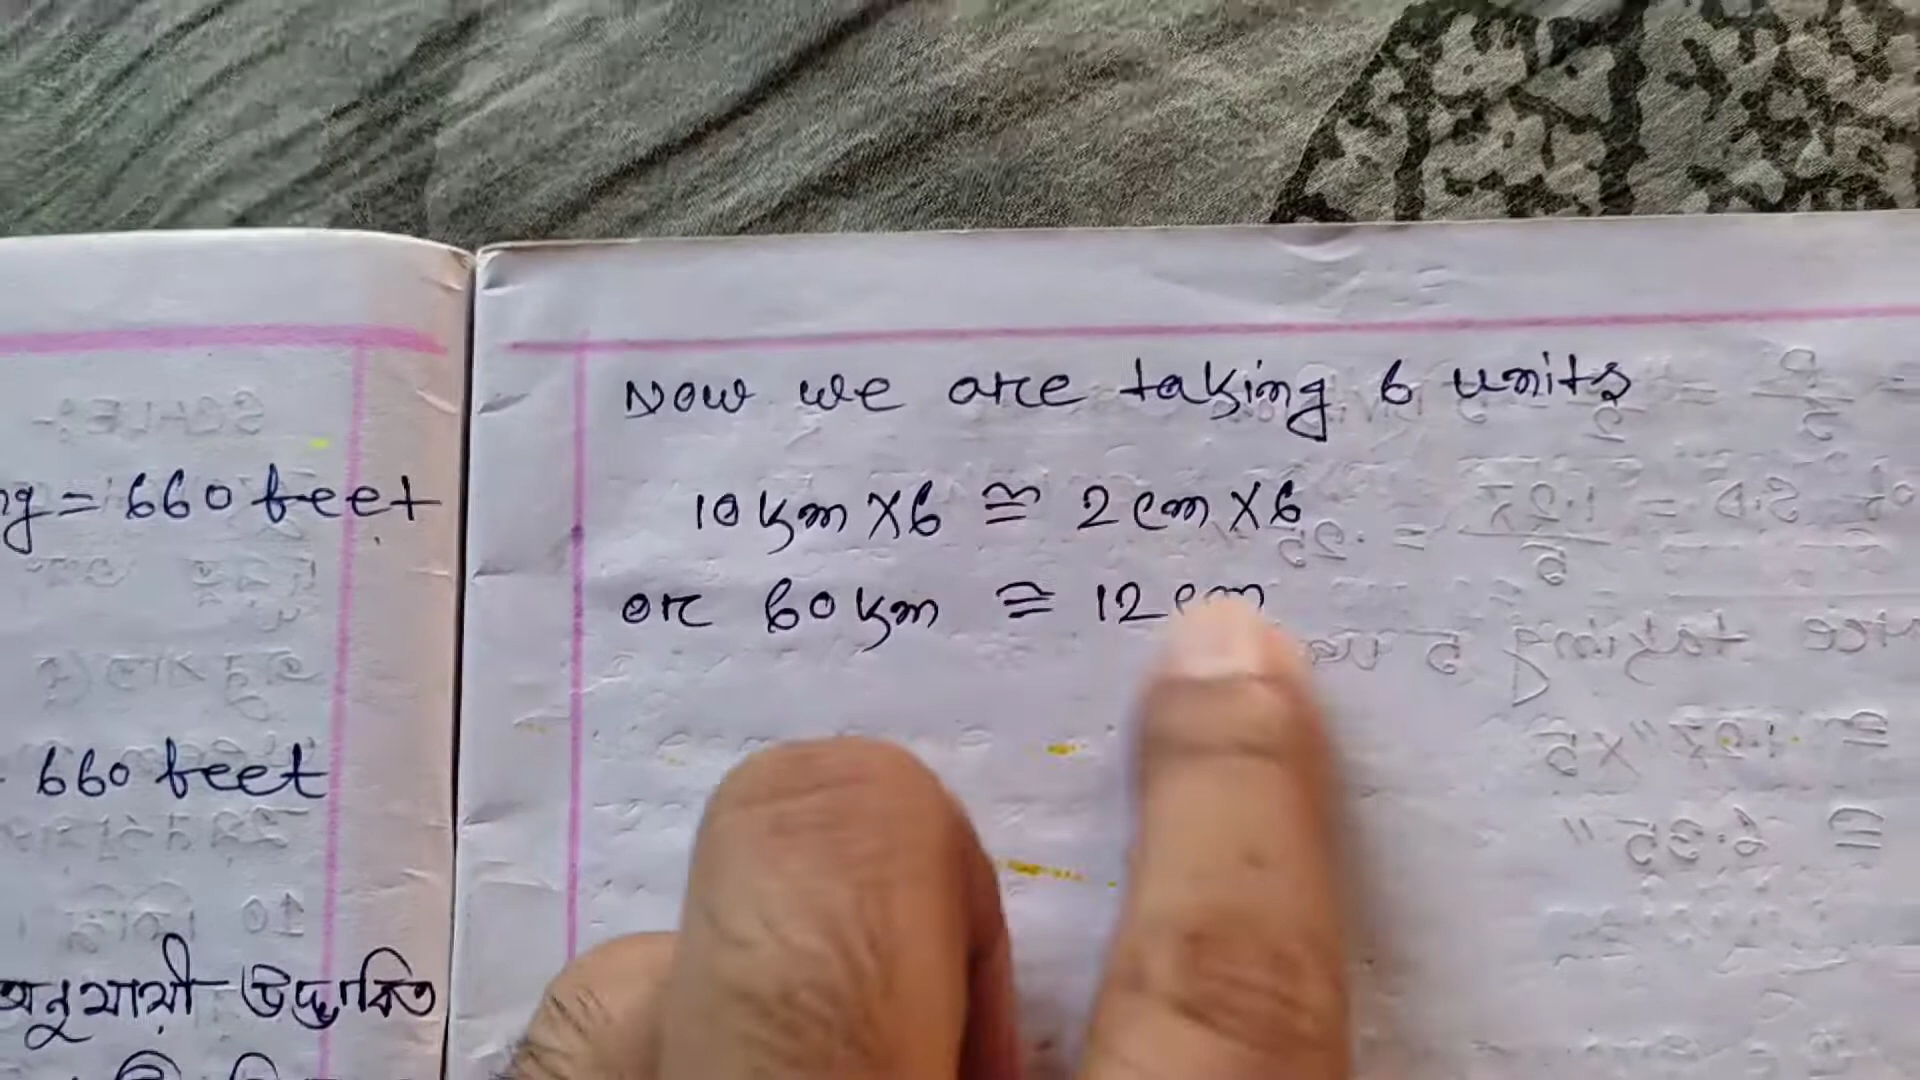 = 660 feet
660 feet
অনুযায়ী উদ্ভাবিত
Now we are taking 6 units
10 km X 6 ≅ 2 cm X 6
or 60 km ≅ 12 cm